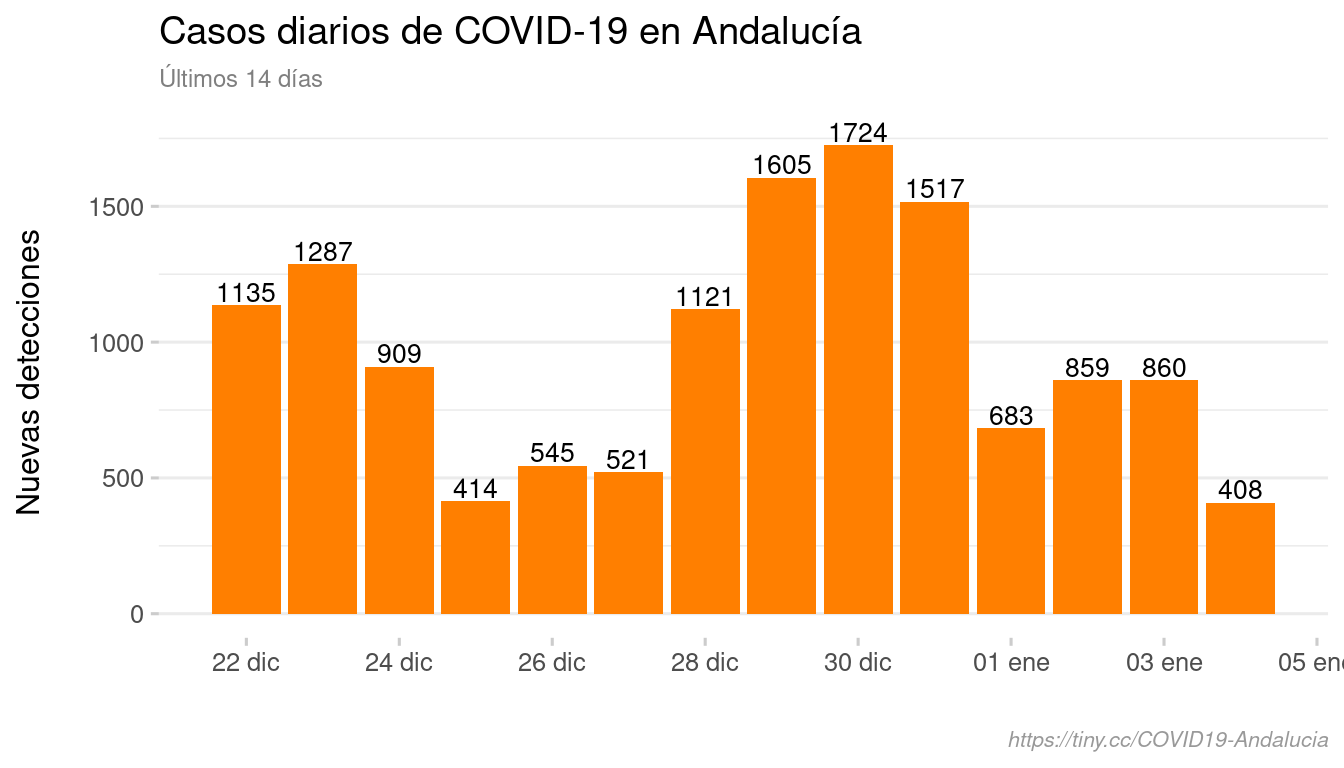 Casos diarios de COVID-19 en Andalucía
Últimos 14 días
Nuevas detecciones
1500
1000
500
0
1135
1287
909
414
545
521
1121
1605
1724
1517
683
859
860
408
22 dic
24 dic
26 dic
28 dic
30 dic
01 ene
03 ene
05 en
https://tiny.cc/COVID19-Andalucia